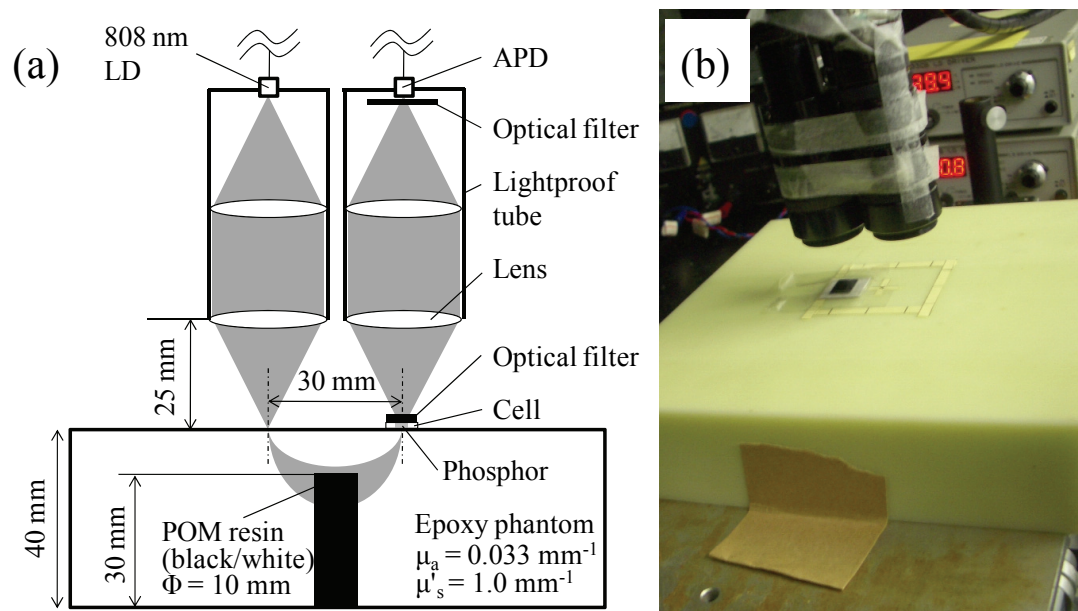 (a)
808 nm
LD
APD
Optical filter
Lightproof
tube
Lens
30 mm
25 mm
Optical filter
Cell
Phosphor
40 mm
30 mm
POM resin
(black/white)
Φ = 10 mm
Epoxy phantom
μa = 0.033 mm-1
μ's = 1.0 mm-1
(b)